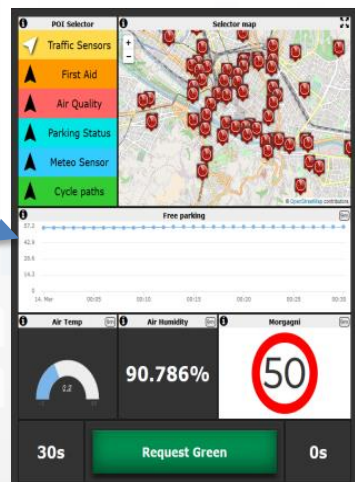 POI Selector
Selector map
Traffic Sensors
First Aid
Air Quality
Parking Status
Meteo Sensor
Cycle paths
+
-
© OpenStreetMap contributors
Free parking
57.2
42.9
28.6
14.3
0
14. Mar
00:05
00:10
00:15
00:20
00:25
00:30
Air Temp
Air Humidity
Morgagni
90.786%
50
30s
Request Green
0s